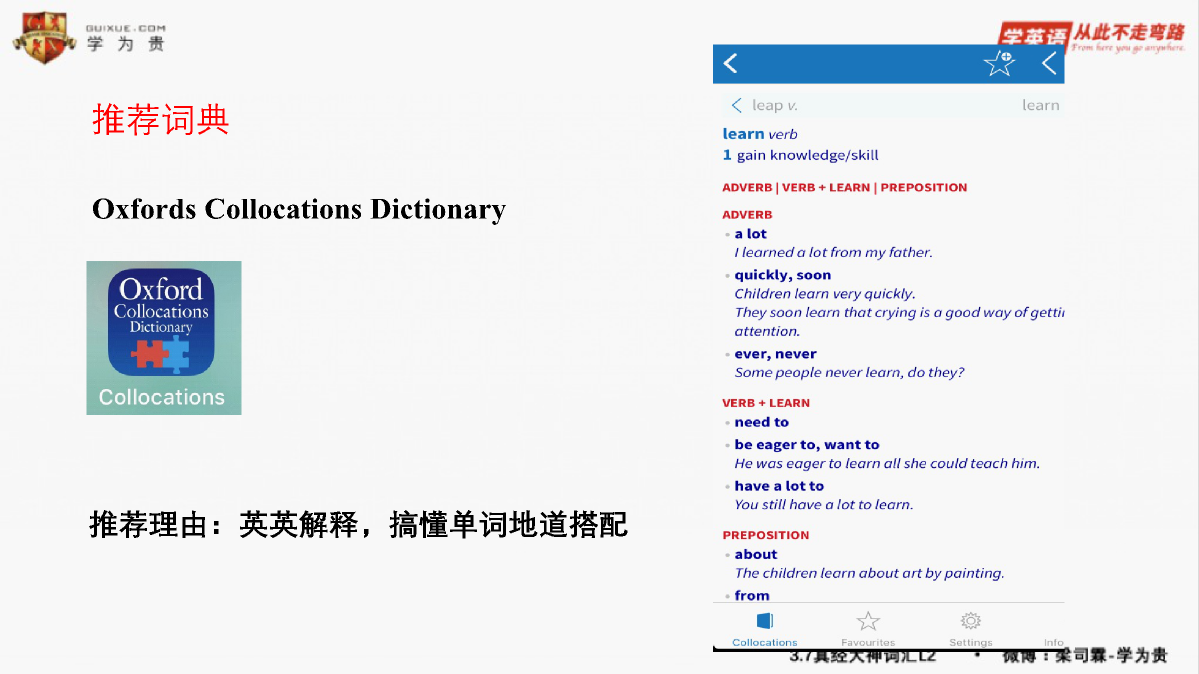 GUIXUE.COM
学为贵
学英语
从此不走弯路
From here you go anywhere.
推荐词典
Oxfords Collocations Dictionary
Oxford
Collocations
Dictionary
Collocations
推荐理由：英英解释，搞懂单词地道搭配
leap v.
learn
learn verb
1 gain knowledge/skill
ADVERB | VERB + LEARN | PREPOSITION
ADVERB
a lot
I learned a lot from my father.
quickly, soon
Children learn very quickly.
They soon learn that crying is a good way of gettin
attention.
ever, never
Some people never learn, do they?
VERB + LEARN
need to
be eager to, want to
He was eager to learn all she could teach him.
have a lot to
You still have a lot to learn.
PREPOSITION
about
The children learn about art by painting.
from
Collocations
Favourites
Settings
Info
3.7真经大神词汇L2 • 微博：梁司霖-学为贵